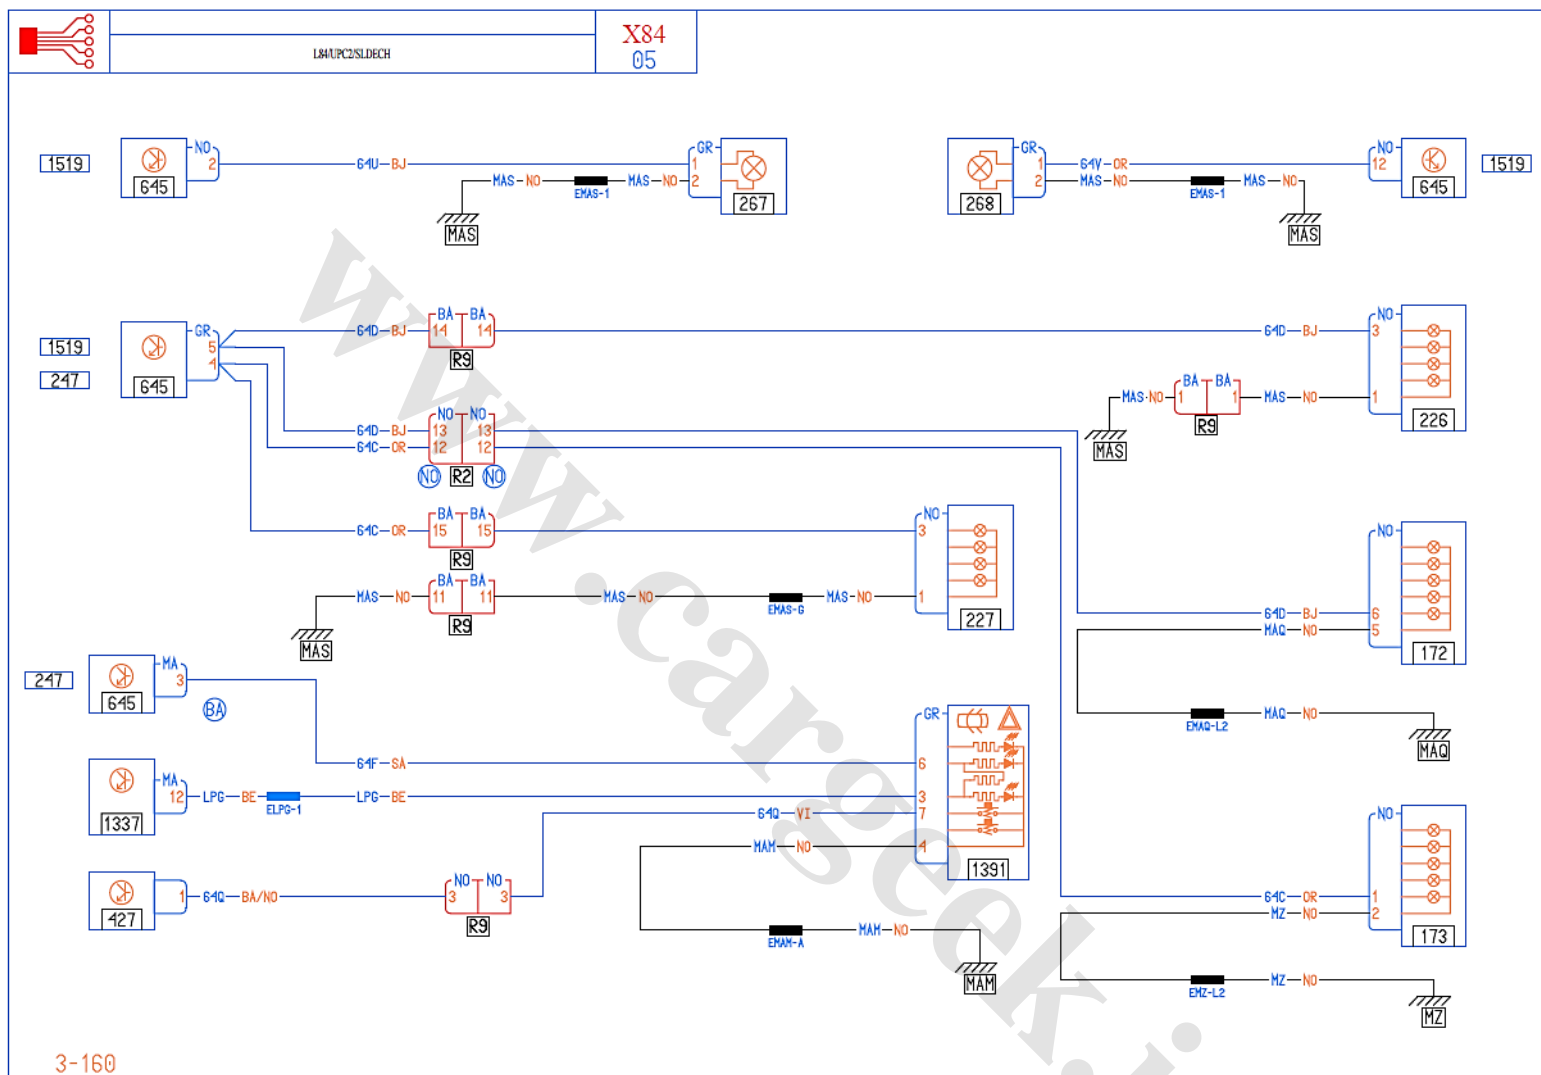 L84/UPC2/SLDECH
X84
05
1519
645
NO
2
64U BJ
MAS NO EMAS-1 MAS NO
MAS
GR
1
2
267
268
GR
1
2
64V OR
MAS NO EMAS-1 MAS NO
MAS
NO
12
645
1519
1519
247
645
GR
5
4
64D BJ
BA BA
14 14
R9
64D BJ
NO
3
1
226
MAS NO
BA BA
1 1
R9
MAS NO
MAS
64D BJ
64C OR
NO NO
13 13
12 12
NO R2 NO
64C OR
BA BA
15 15
R9
NO
3
1
227
MAS NO
BA BA
11 11
R9
MAS NO EMAS-G MAS NO
MAS
NO
64D BJ 6
MAQ NO 5
172
EMAQ-L2 MAQ NO
MAQ
247
645
MA
3
BA
64F SA
GR
6
3
7
4
1391
1337
MA
12
LPG BE ELPG-1 LPG BE
64Q VI
MAM NO
427
1
64Q BA/NO
NO NO
3 3
R9
EMAM-A MAM NO
MAM
NO
64C OR 1
MZ NO 2
173
EMZ-L2 MZ NO
MZ
3-160
www.cargeek.i